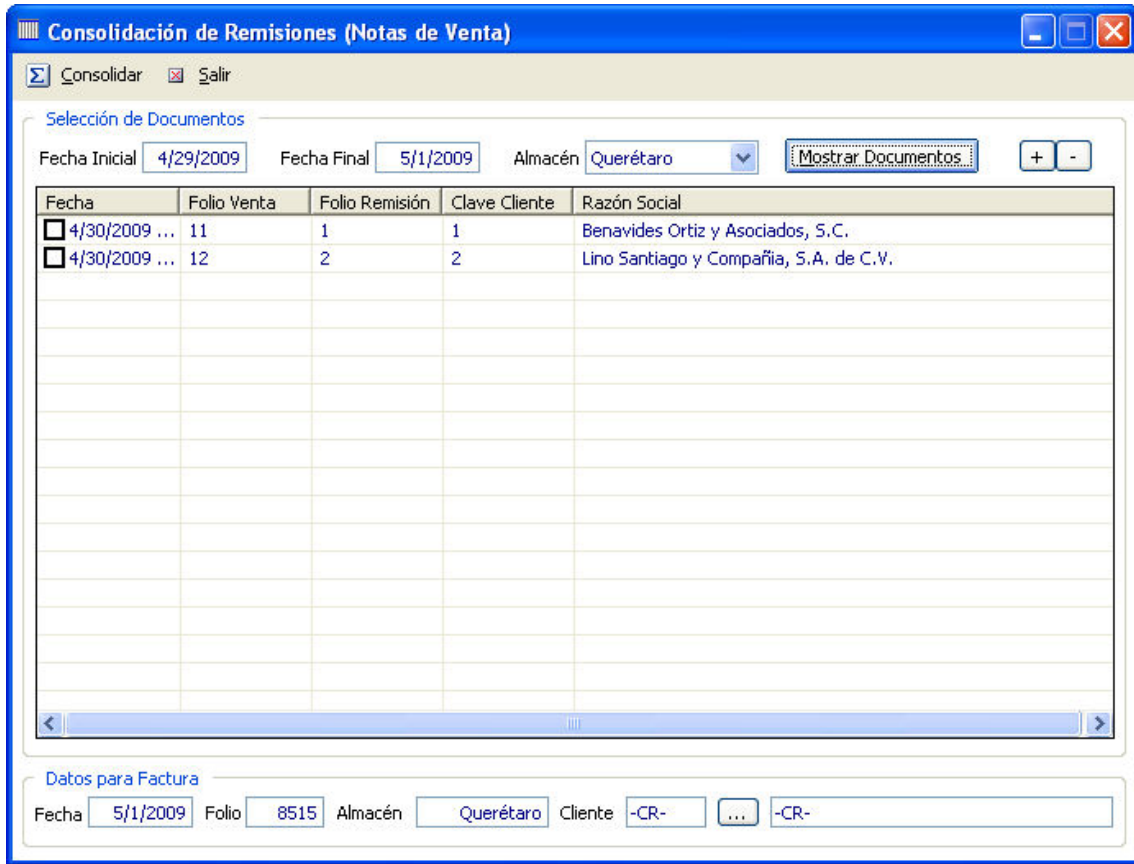 Consolidación de Remisiones (Notas de Venta)
Σ Consolidar Salir
Selección de Documentos
Fecha Inicial 4/29/2009 Fecha Final 5/1/2009 Almacén Querétaro Mostrar Documentos + -
Fecha Folio Venta Folio Remisión Clave Cliente Razón Social
4/30/2009 ... 11 1 1 Benavides Ortiz y Asociados, S.C.
4/30/2009 ... 12 2 2 Lino Santiago y Compañia, S.A. de C.V.
Datos para Factura
Fecha 5/1/2009 Folio 8515 Almacén Querétaro Cliente -CR- ... -CR-